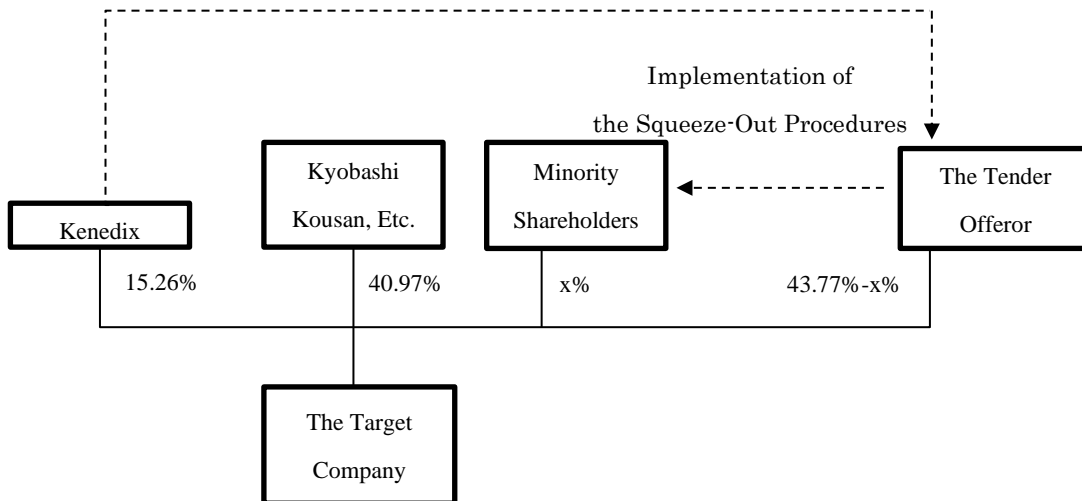 Implementation of
the Squeeze-Out Procedures
Kenedix
Kyobashi
Kousan, Etc.
Minority
Shareholders
The Tender
Offeror
15.26%
40.97%
x%
43.77%-x%
The Target
Company